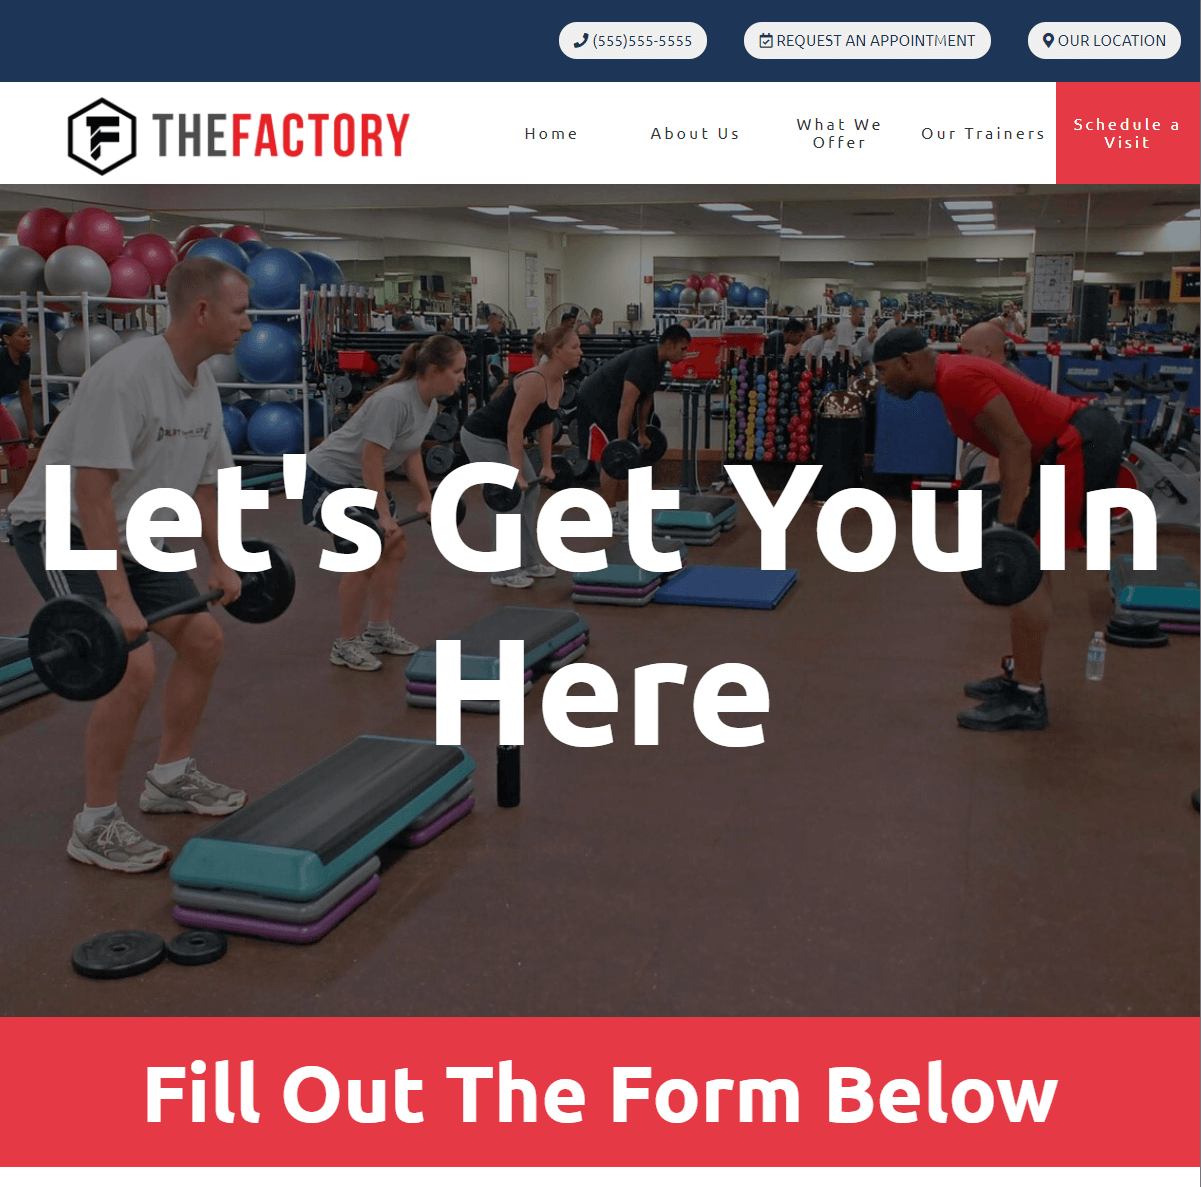 (555)555-5555 REQUEST AN APPOINTMENT OUR LOCATION
THEFACTORY
Home About Us What We Offer Our Trainers Schedule a Visit
Let's Get You In
Here
Fill Out The Form Below